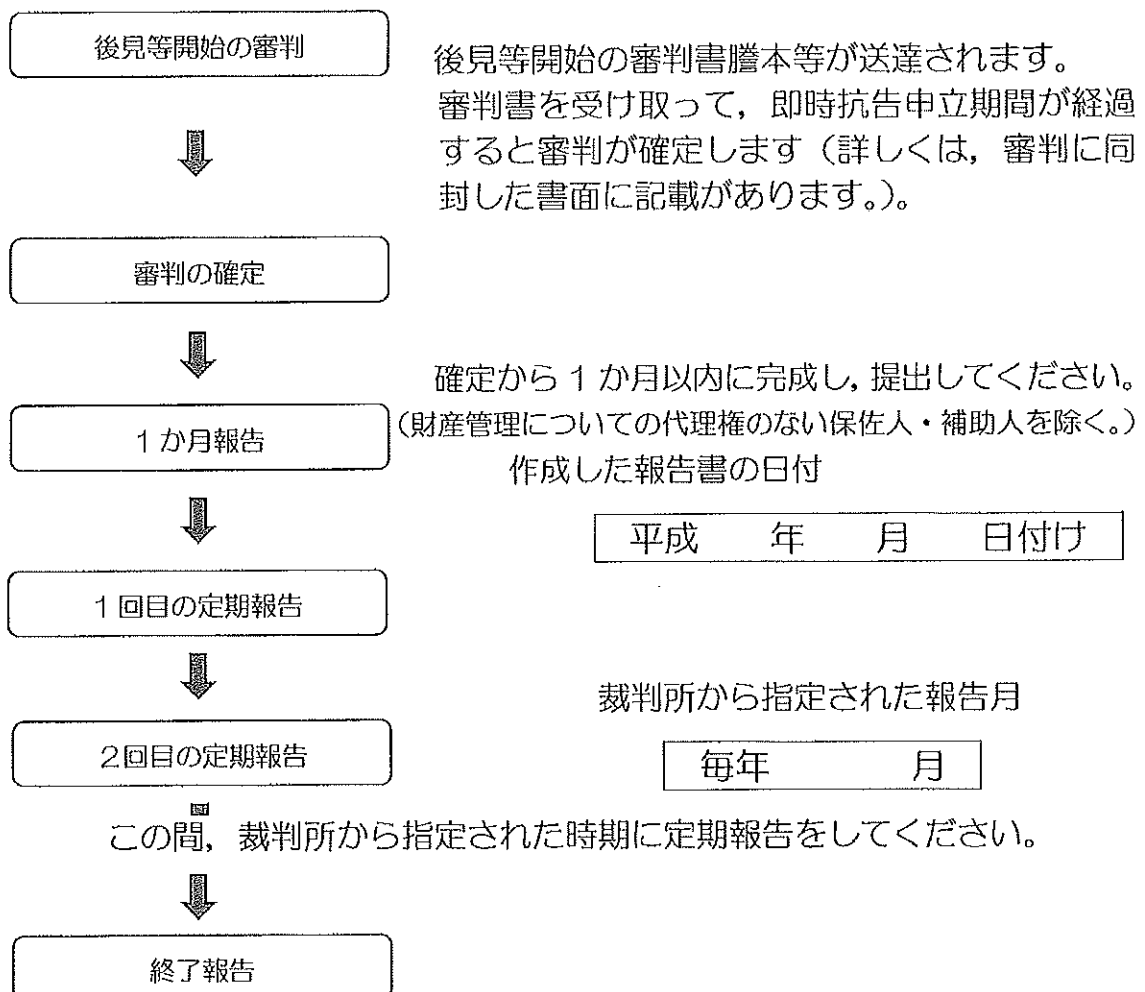 後見等開始の審判
後見等開始の審判書謄本等が送達されます。
審判書を受け取って，即時抗告申立期間が経過
すると審判が確定します（詳しくは，審判に同
封した書面に記載があります。）。
審判の確定
確定から１か月以内に完成し，提出してください。
（財産管理についての代理権のない保佐人・補助人を除く。）
１か月報告
作成した報告書の日付
平成　　年　　月　　日付け
１回目の定期報告
裁判所から指定された報告月
２回目の定期報告
毎年　　　　月
この間，裁判所から指定された時期に定期報告をしてください。
終了報告